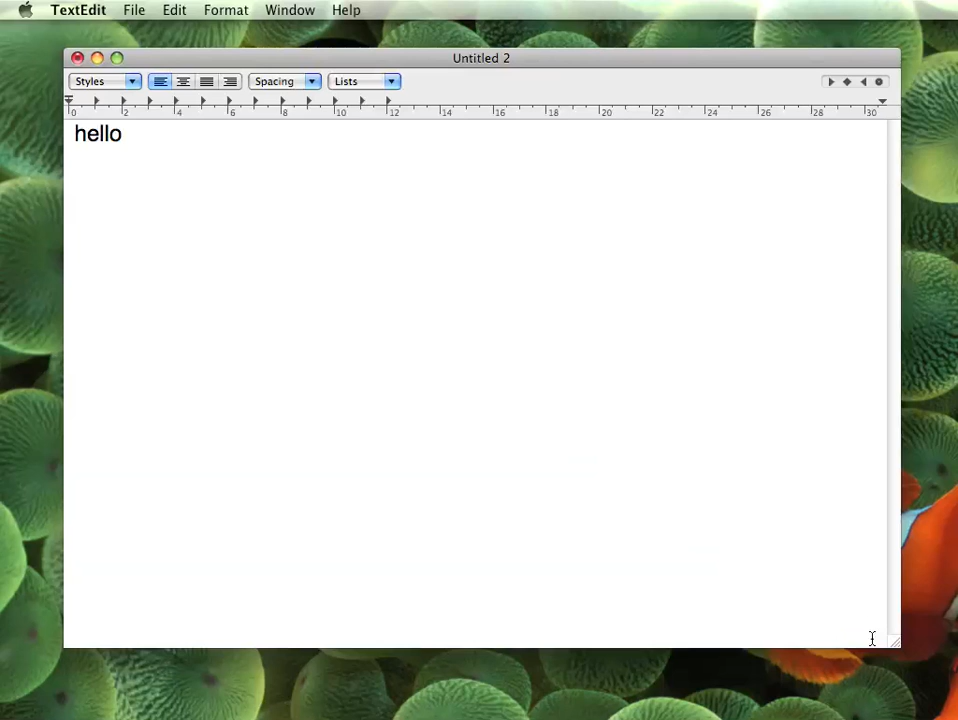 TextEdit File Edit Format Window Help
Untitled 2
Styles Spacing Lists
0 2 4 6 8 10 12 14 16 18 20 22 24 26 28 30
hello